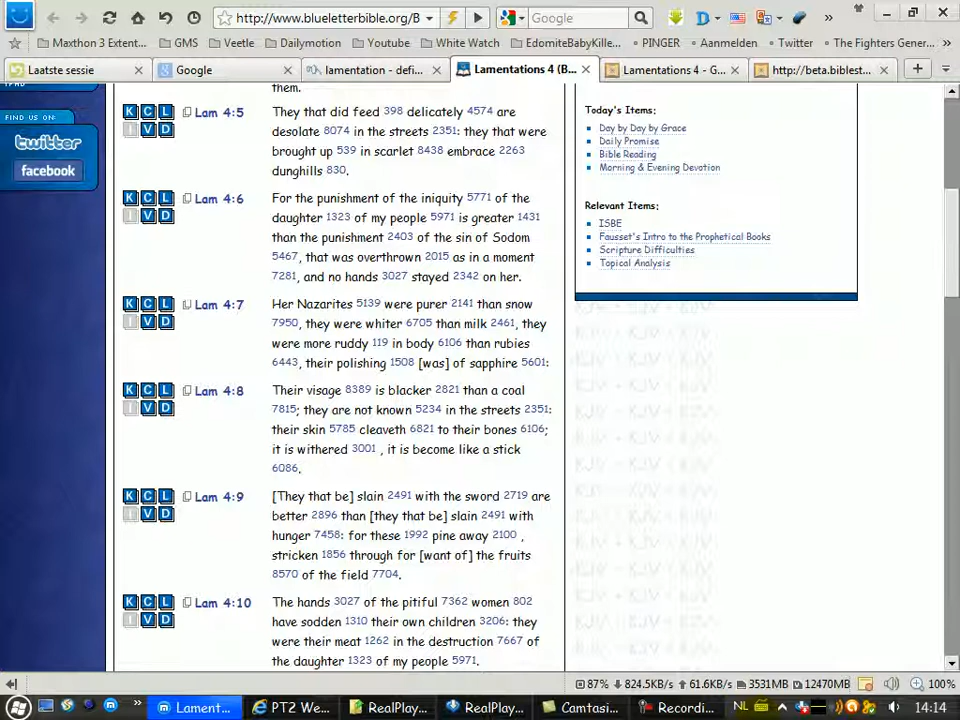 http://www.blueletterbible.org/B
Google
Maxthon 3 Extent...
GMS
Veetle
Dailymotion
Youtube
White Watch
EdomiteBabyKille...
PINGER
Aanmelden
Twitter
The Fighters Gener...
Laatste sessie
Google
lamentation - defi...
Lamentations 4 (B...
Lamentations 4 - G...
http://beta.biblest...
FIND US ON:
twitter
facebook
them.
K C L Lam 4:5 They that did feed 398 delicately 4574 are
I V D desolate 8074 in the streets 2351: they that were
brought up 539 in scarlet 8438 embrace 2263
dunghills 830.
K C L Lam 4:6 For the punishment of the iniquity 5771 of the
I V D daughter 1323 of my people 5971 is greater 1431
than the punishment 2403 of the sin of Sodom
5467, that was overthrown 2015 as in a moment
7281, and no hands 3027 stayed 2342 on her.
K C L Lam 4:7 Her Nazarites 5139 were purer 2141 than snow
I V D 7950, they were whiter 6705 than milk 2461, they
were more ruddy 119 in body 6106 than rubies
6443, their polishing 1508 [was] of sapphire 5601:
K C L Lam 4:8 Their visage 8389 is blacker 2821 than a coal
I V D 7815; they are not known 5234 in the streets 2351:
their skin 5785 cleaveth 6821 to their bones 6106;
it is withered 3001 , it is become like a stick
6086.
K C L Lam 4:9 [They that be] slain 2491 with the sword 2719 are
I V D better 2896 than [they that be] slain 2491 with
hunger 7458: for these 1992 pine away 2100 ,
stricken 1856 through for [want of] the fruits
8570 of the field 7704.
K C L Lam 4:10 The hands 3027 of the pitiful 7362 women 802
I V D have sodden 1310 their own children 3206: they
were their meat 1262 in the destruction 7667 of
the daughter 1323 of my people 5971.
Today's Items:
Day by Day by Grace
Daily Promise
Bible Reading
Morning & Evening Devotion
Relevant Items:
ISBE
Fausset's Intro to the Prophetical Books
Scripture Difficulties
Topical Analysis
87% 824.5KB/s 61.6KB/s 3531MB 12470MB 100%
Lament...
PT2 We...
RealPlay...
RealPlay...
Camtasi...
Recordi...
NL
14:14